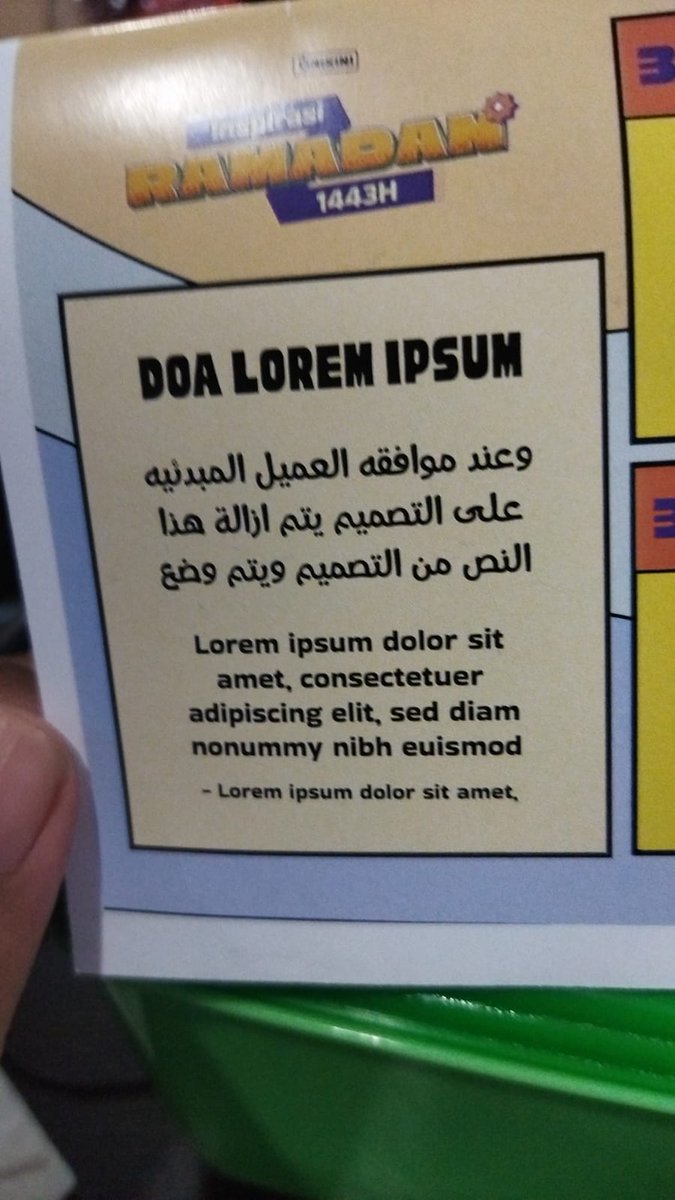 Inspirasi
RAMADAN
1443H
DOA LOREM IPSUM
وعند موافقه العميل المبدئيه
على التصميم يتم ازالة هذا
النص من التصميم ويتم وضع
Lorem ipsum dolor sit
amet, consectetuer
adipiscing elit, sed diam
nonummy nibh euismod
- Lorem ipsum dolor sit amet,